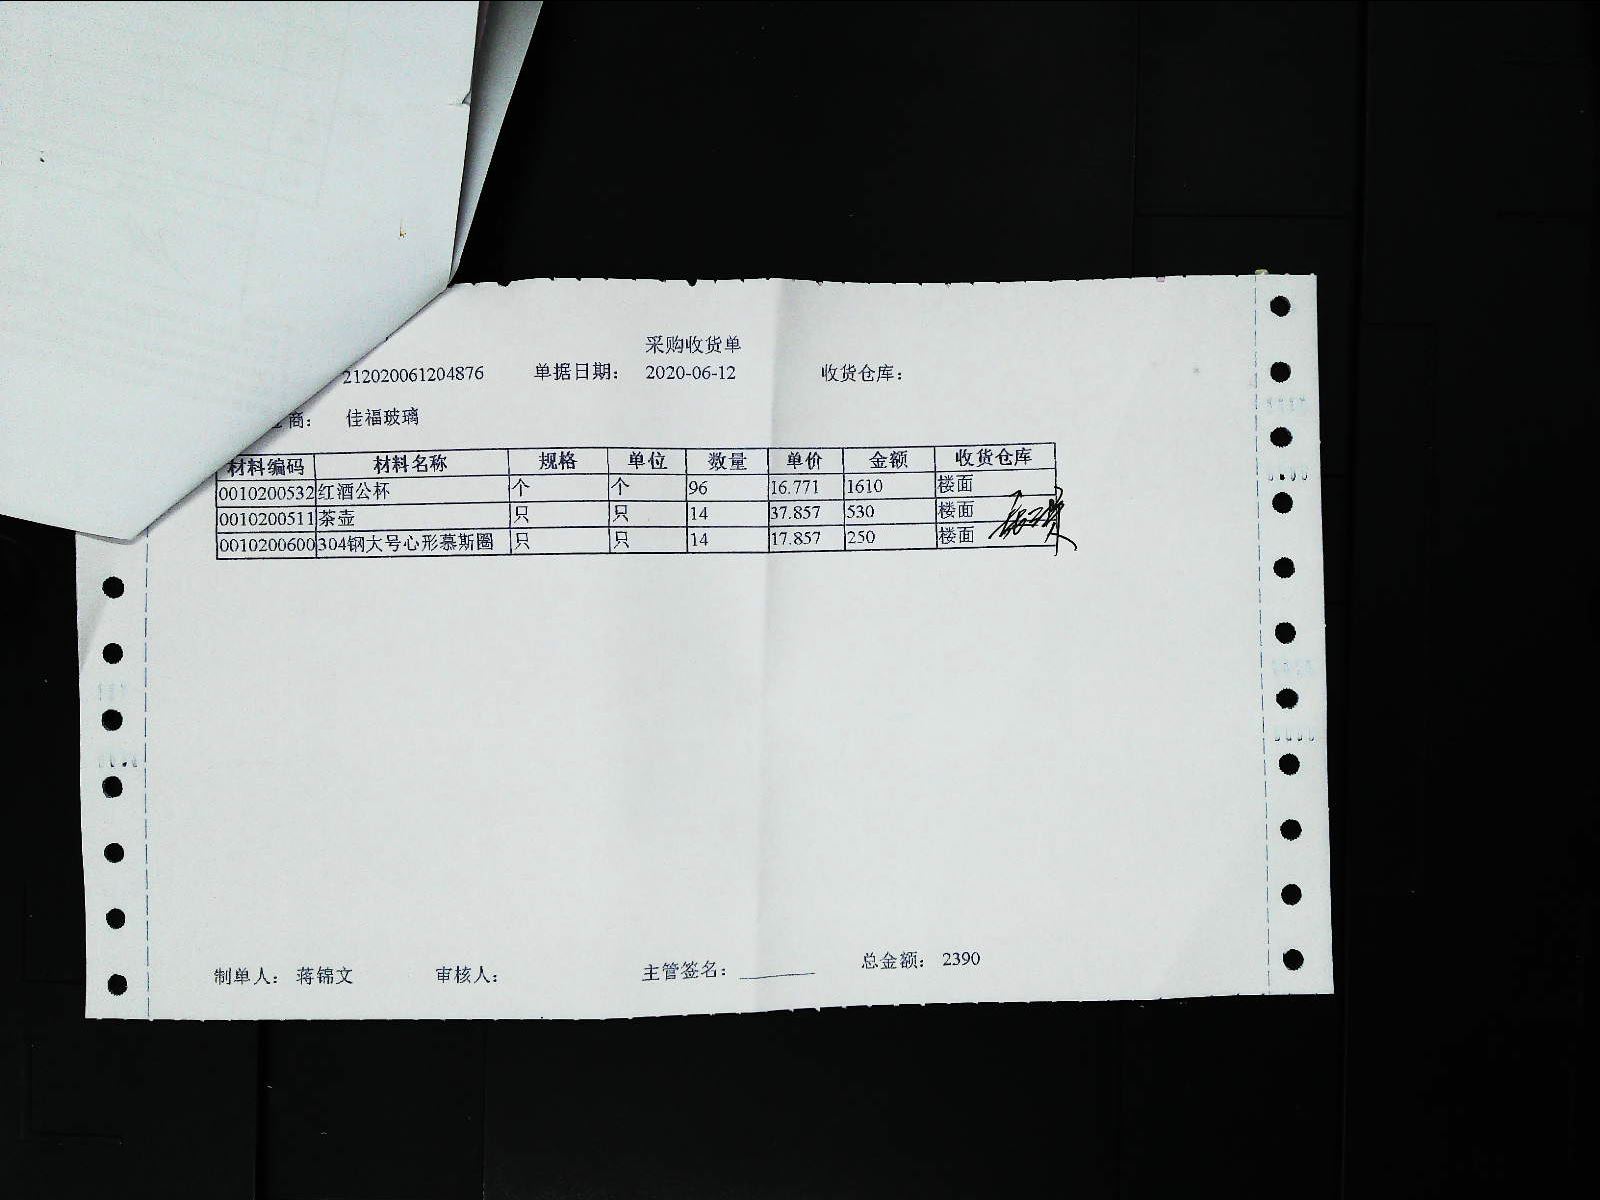 采购收货单
212020061204876 单据日期: 2020-06-12 收货仓库:
商: 佳福玻璃
材料编码 材料名称 规格 单位 数量 单价 金额 收货仓库
0010200532 红酒公杯 个 个 96 16.771 1610 楼面
0010200511 茶壶 只 只 14 37.857 530 楼面
0010200600 304钢大号心形慕斯圈 只 只 14 17.857 250 楼面
制单人: 蒋锦文 审核人: 主管签名: 总金额: 2390